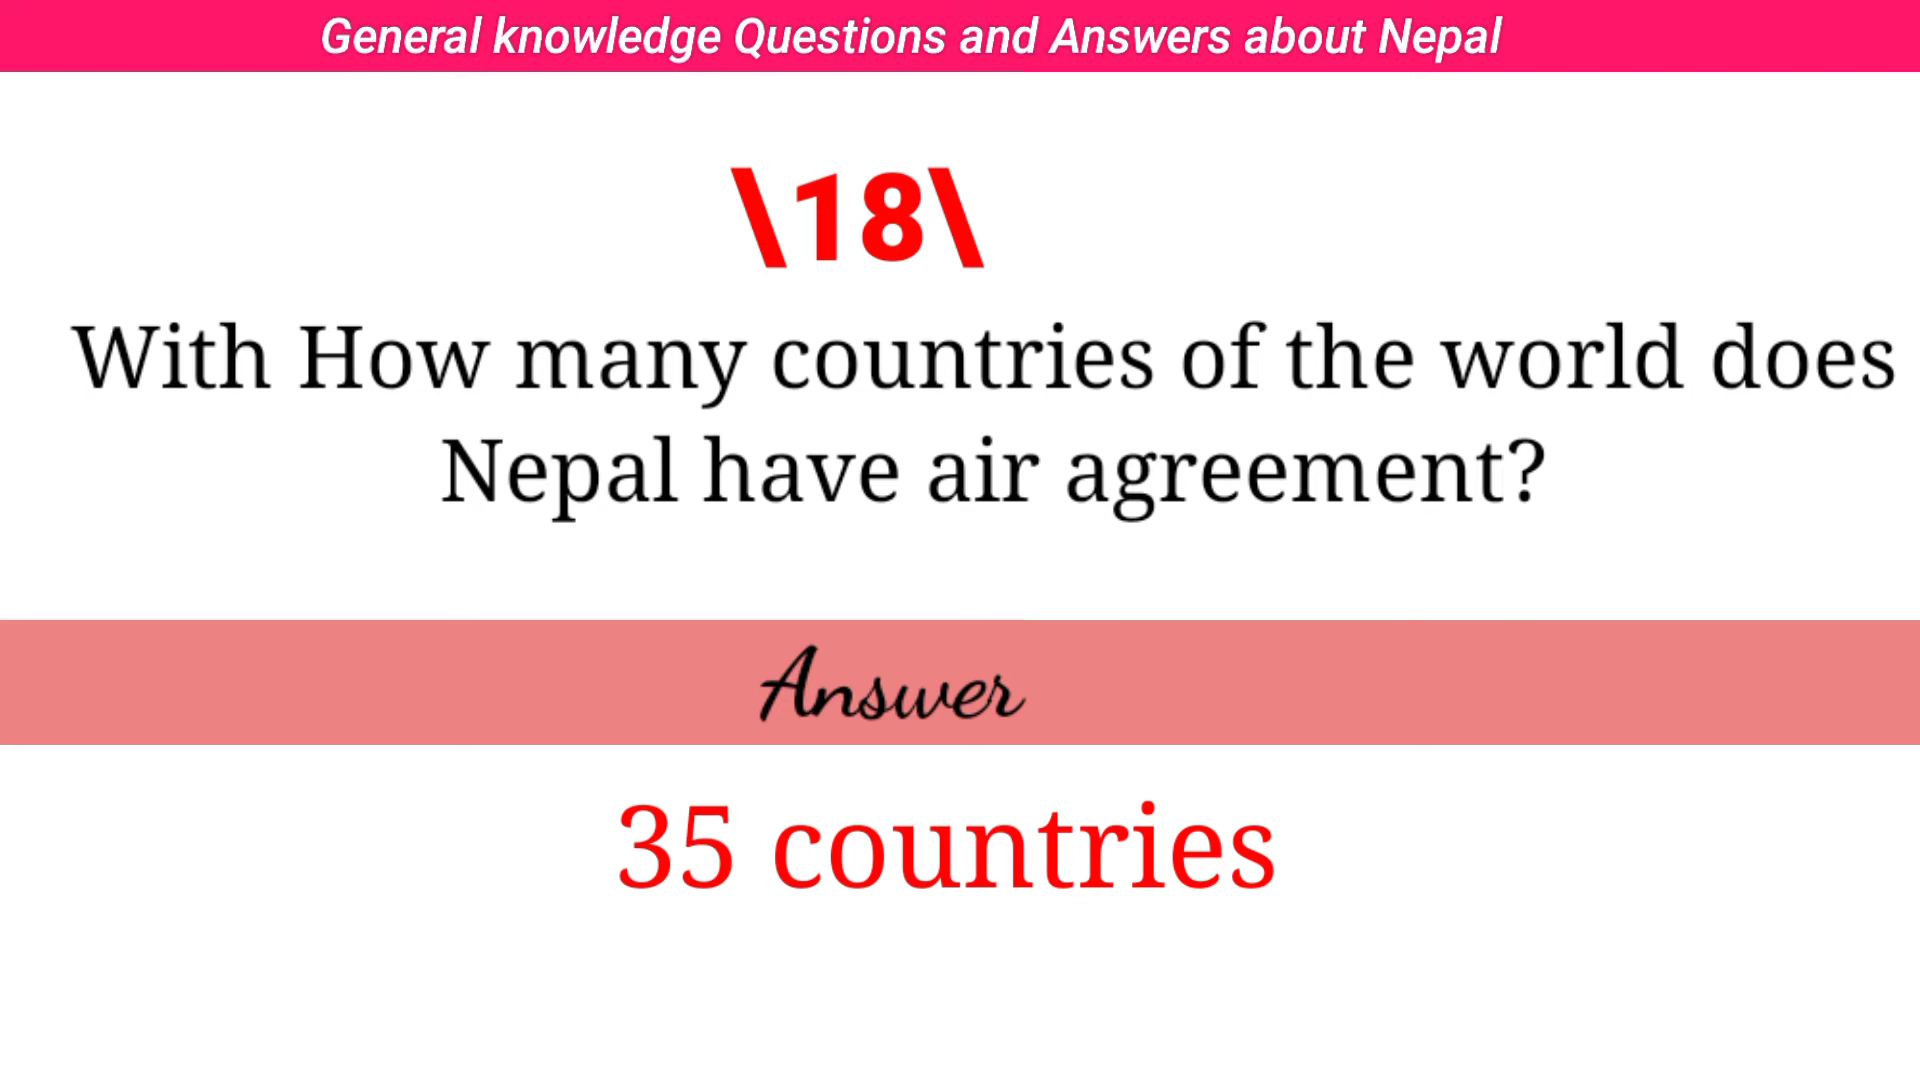 General knowledge Questions and Answers about Nepal
\18\
With How many countries of the world does
Nepal have air agreement?
Answer
35 countries